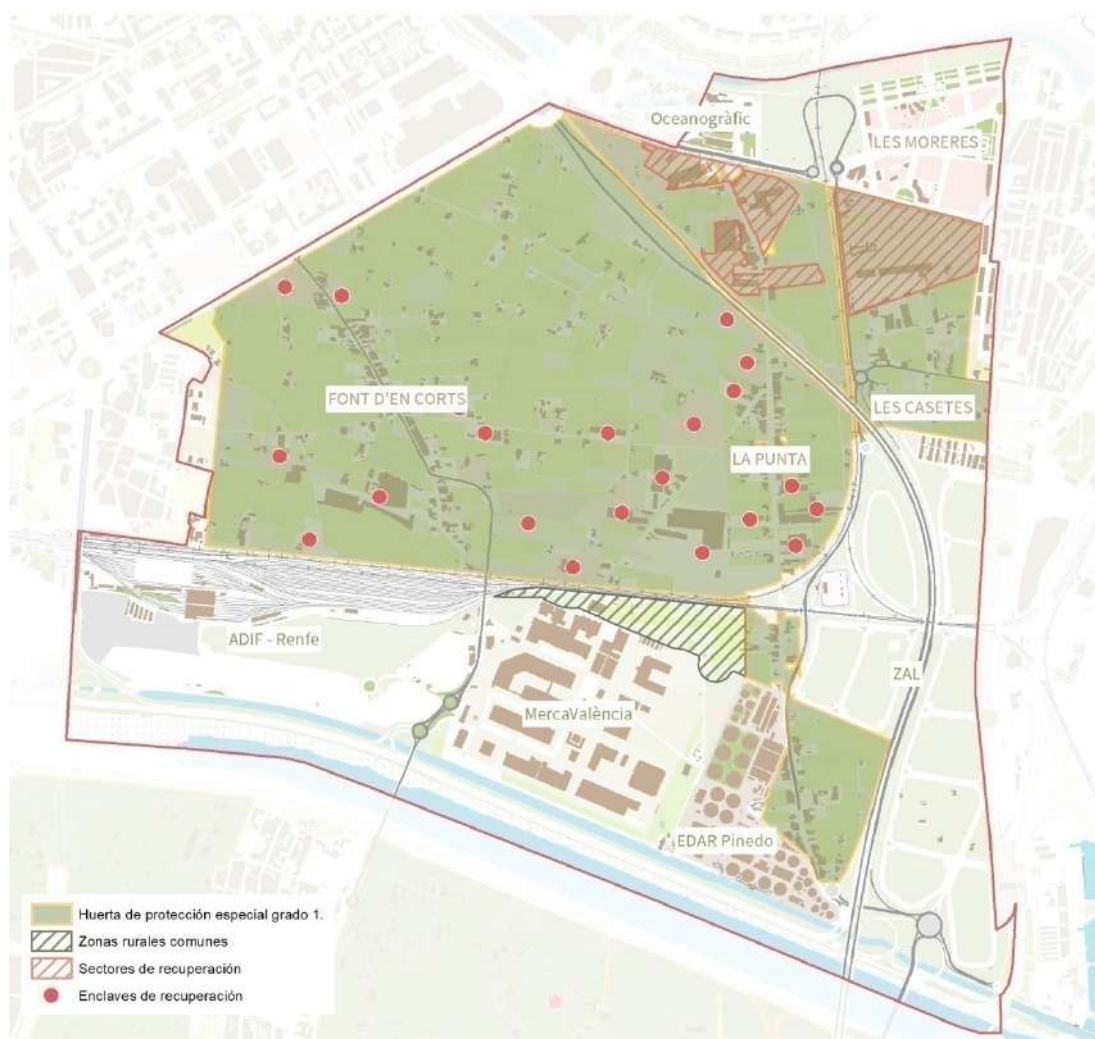 Oceanogràfic
LES MORERES
FONT D'EN CORTS
LES CASETES
LA PUNTA
ADIF - Renfe
ZAL
MercaValència
EDAR Pinedo
Huerta de protección especial grado 1.
Zonas rurales comunes
Sectores de recuperación
Enclaves de recuperación